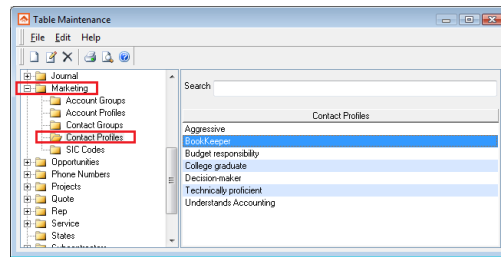 Table Maintenance
File Edit Help
Journal
Marketing
Account Groups
Account Profiles
Contact Groups
Contact Profiles
SIC Codes
Opportunities
Phone Numbers
Projects
Quote
Rep
Service
States
Search
Contact Profiles
Aggressive
BookKeeper
Budget responsibility
College graduate
Decision-maker
Technically proficient
Understands Accounting